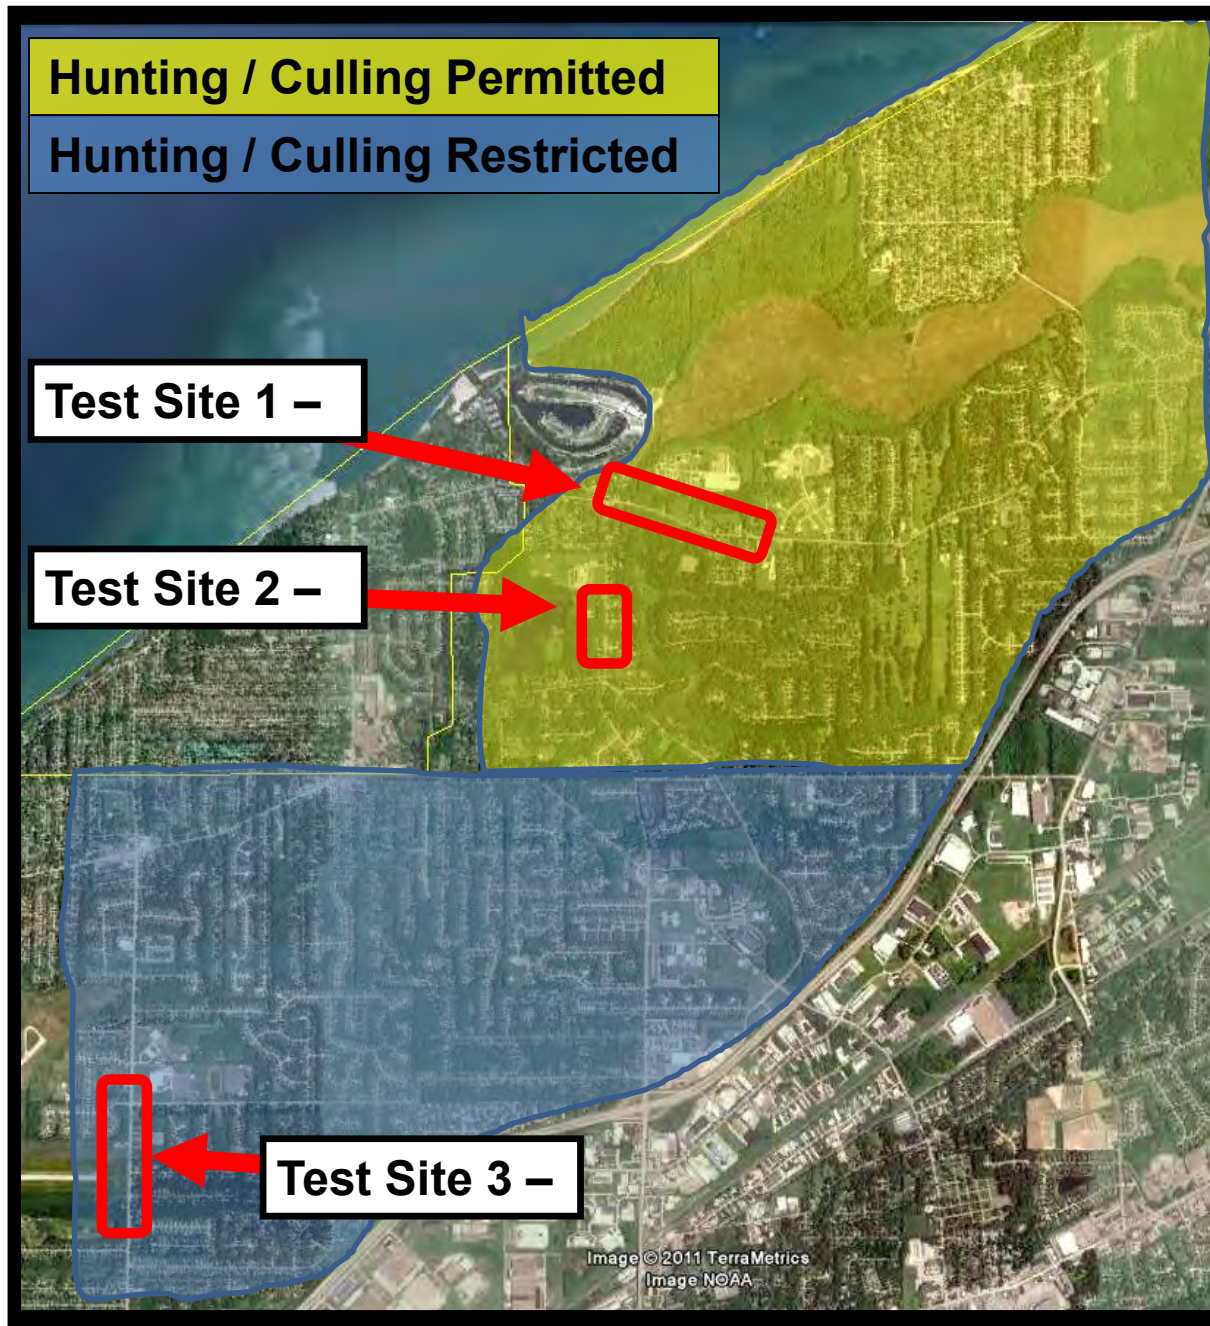 Hunting / Culling Permitted
Hunting / Culling Restricted
Test Site 1 –
Test Site 2 –
Test Site 3 –
Image © 2011 TerraMetrics
Image NOAA